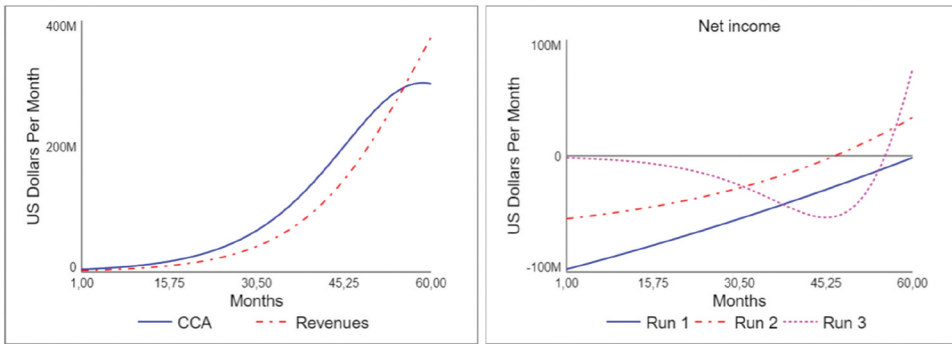 400M
200M
0
US Dollars Per Month
1,00 15,75 30,50 45,25 60,00
Months
CCA Revenues
Net income
100M
0
-100M
US Dollars Per Month
1,00 15,75 30,50 45,25 60,00
Months
Run 1 Run 2 Run 3